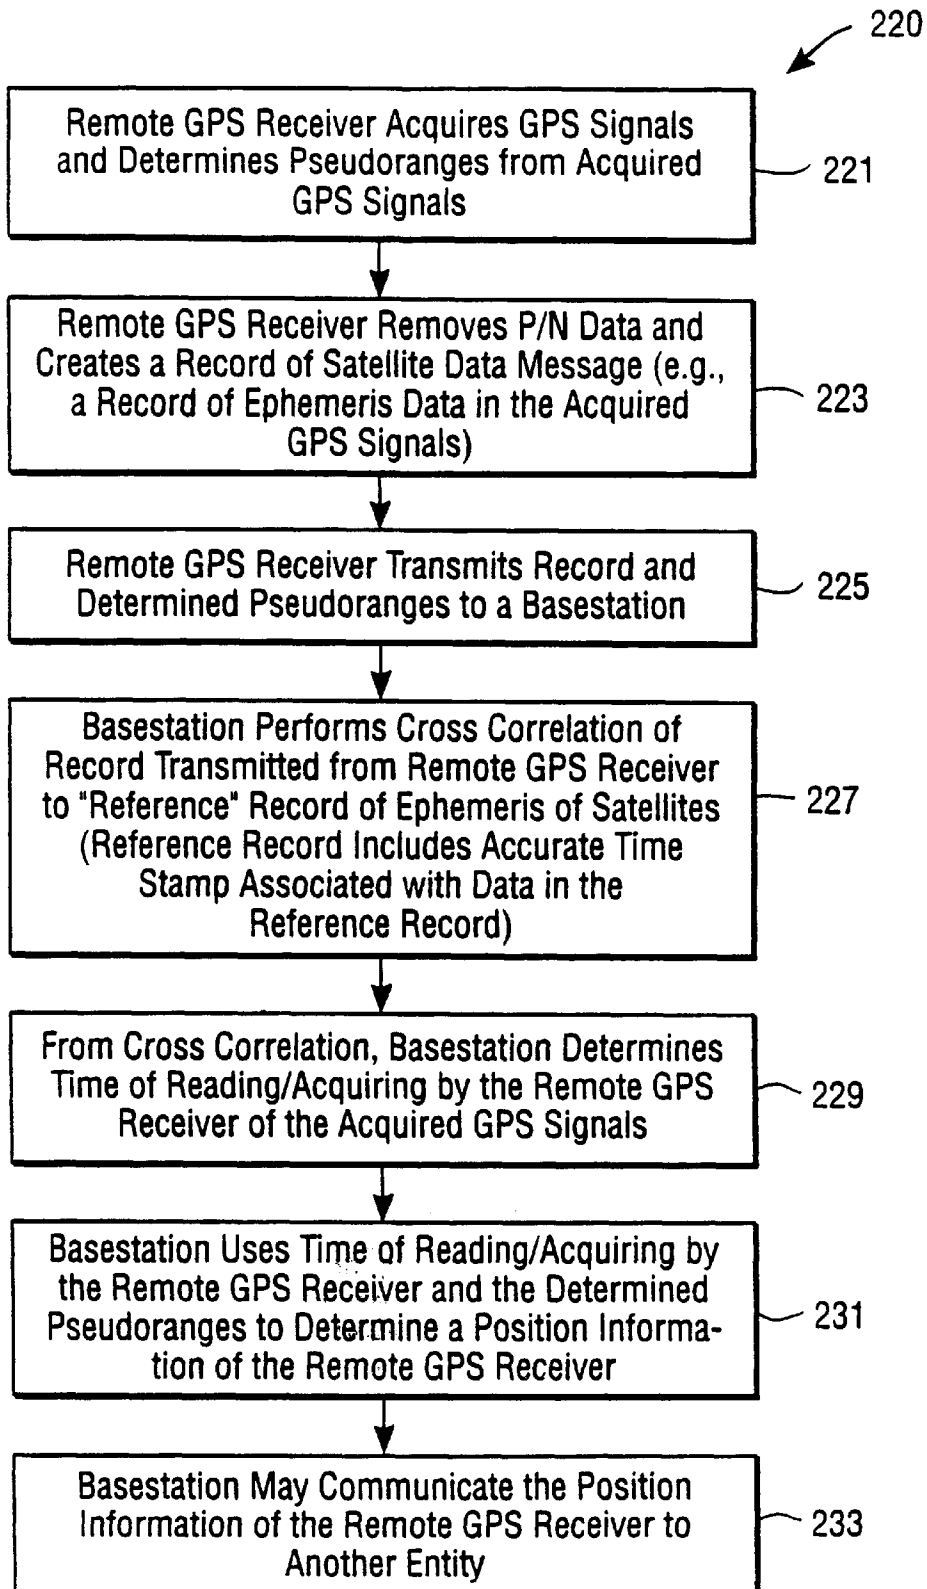 220
Remote GPS Receiver Acquires GPS Signals
and Determines Pseudoranges from Acquired
GPS Signals
221
Remote GPS Receiver Removes P/N Data and
Creates a Record of Satellite Data Message (e.g.,
a Record of Ephemeris Data in the Acquired
GPS Signals)
223
Remote GPS Receiver Transmits Record and
Determined Pseudoranges to a Basestation
225
Basestation Performs Cross Correlation of
Record Transmitted from Remote GPS Receiver
to "Reference" Record of Ephemeris of Satellites
(Reference Record Includes Accurate Time
Stamp Associated with Data in the
Reference Record)
227
From Cross Correlation, Basestation Determines
Time of Reading/Acquiring by the Remote GPS
Receiver of the Acquired GPS Signals
229
Basestation Uses Time of Reading/Acquiring by
the Remote GPS Receiver and the Determined
Pseudoranges to Determine a Position Informa-
tion of the Remote GPS Receiver
231
Basestation May Communicate the Position
Information of the Remote GPS Receiver to
Another Entity
233